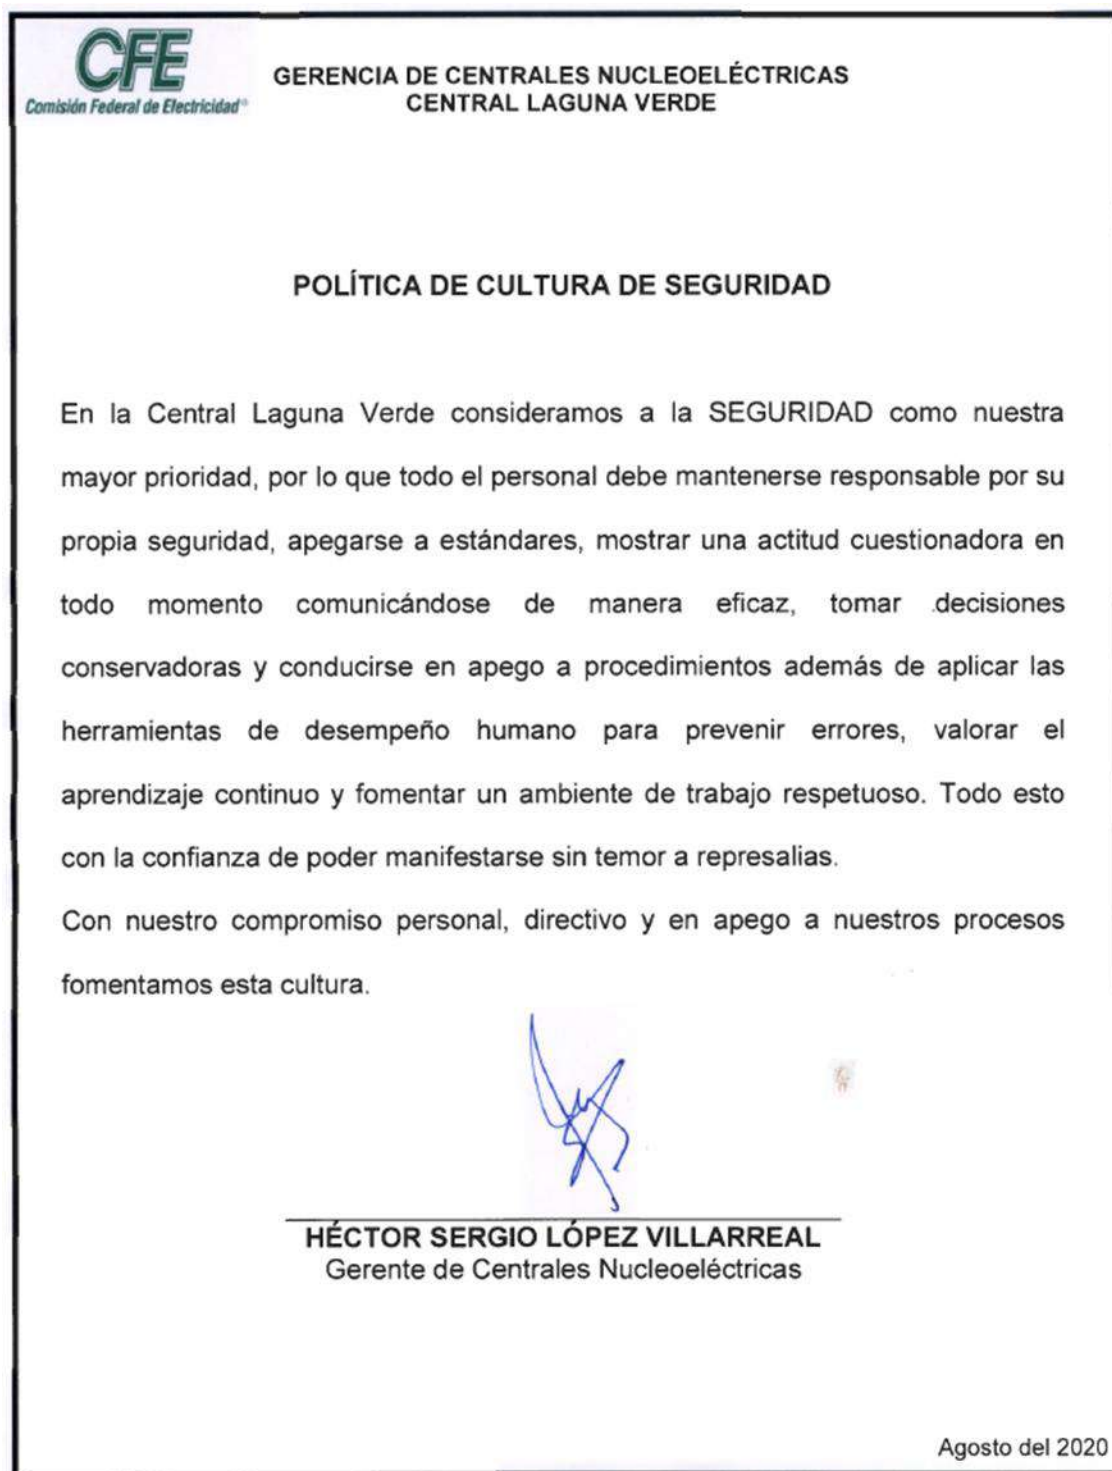 CFE
Comisión Federal de Electricidad®
GERENCIA DE CENTRALES NUCLEOELÉCTRICAS
CENTRAL LAGUNA VERDE
POLÍTICA DE CULTURA DE SEGURIDAD
En la Central Laguna Verde consideramos a la SEGURIDAD como nuestra
mayor prioridad, por lo que todo el personal debe mantenerse responsable por su
propia seguridad, apegarse a estándares, mostrar una actitud cuestionadora en
todo momento comunicándose de manera eficaz, tomar decisiones
conservadoras y conducirse en apego a procedimientos además de aplicar las
herramientas de desempeño humano para prevenir errores, valorar el
aprendizaje continuo y fomentar un ambiente de trabajo respetuoso. Todo esto
con la confianza de poder manifestarse sin temor a represalias.
Con nuestro compromiso personal, directivo y en apego a nuestros procesos
fomentamos esta cultura.
HÉCTOR SERGIO LÓPEZ VILLARREAL
Gerente de Centrales Nucleoeléctricas
Agosto del 2020